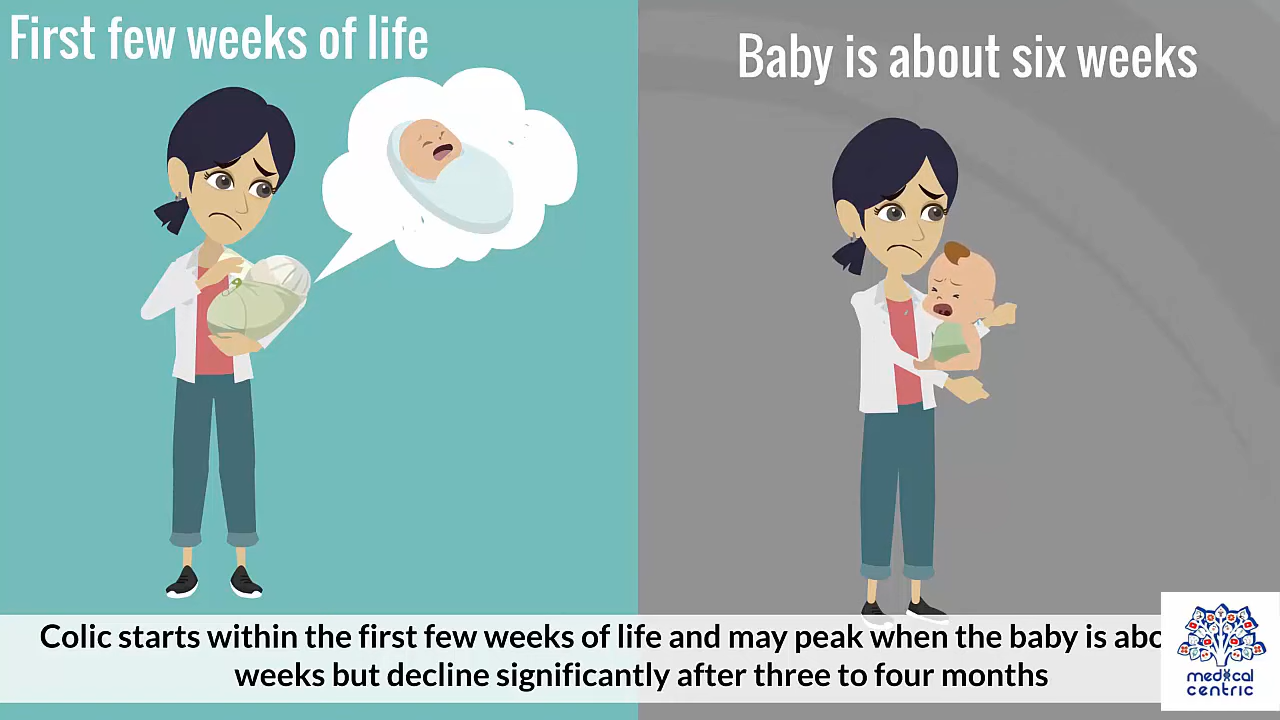 First few weeks of life
Baby is about six weeks
Colic starts within the first few weeks of life and may peak when the baby is
weeks but decline significantly after three to four months
medical
centric